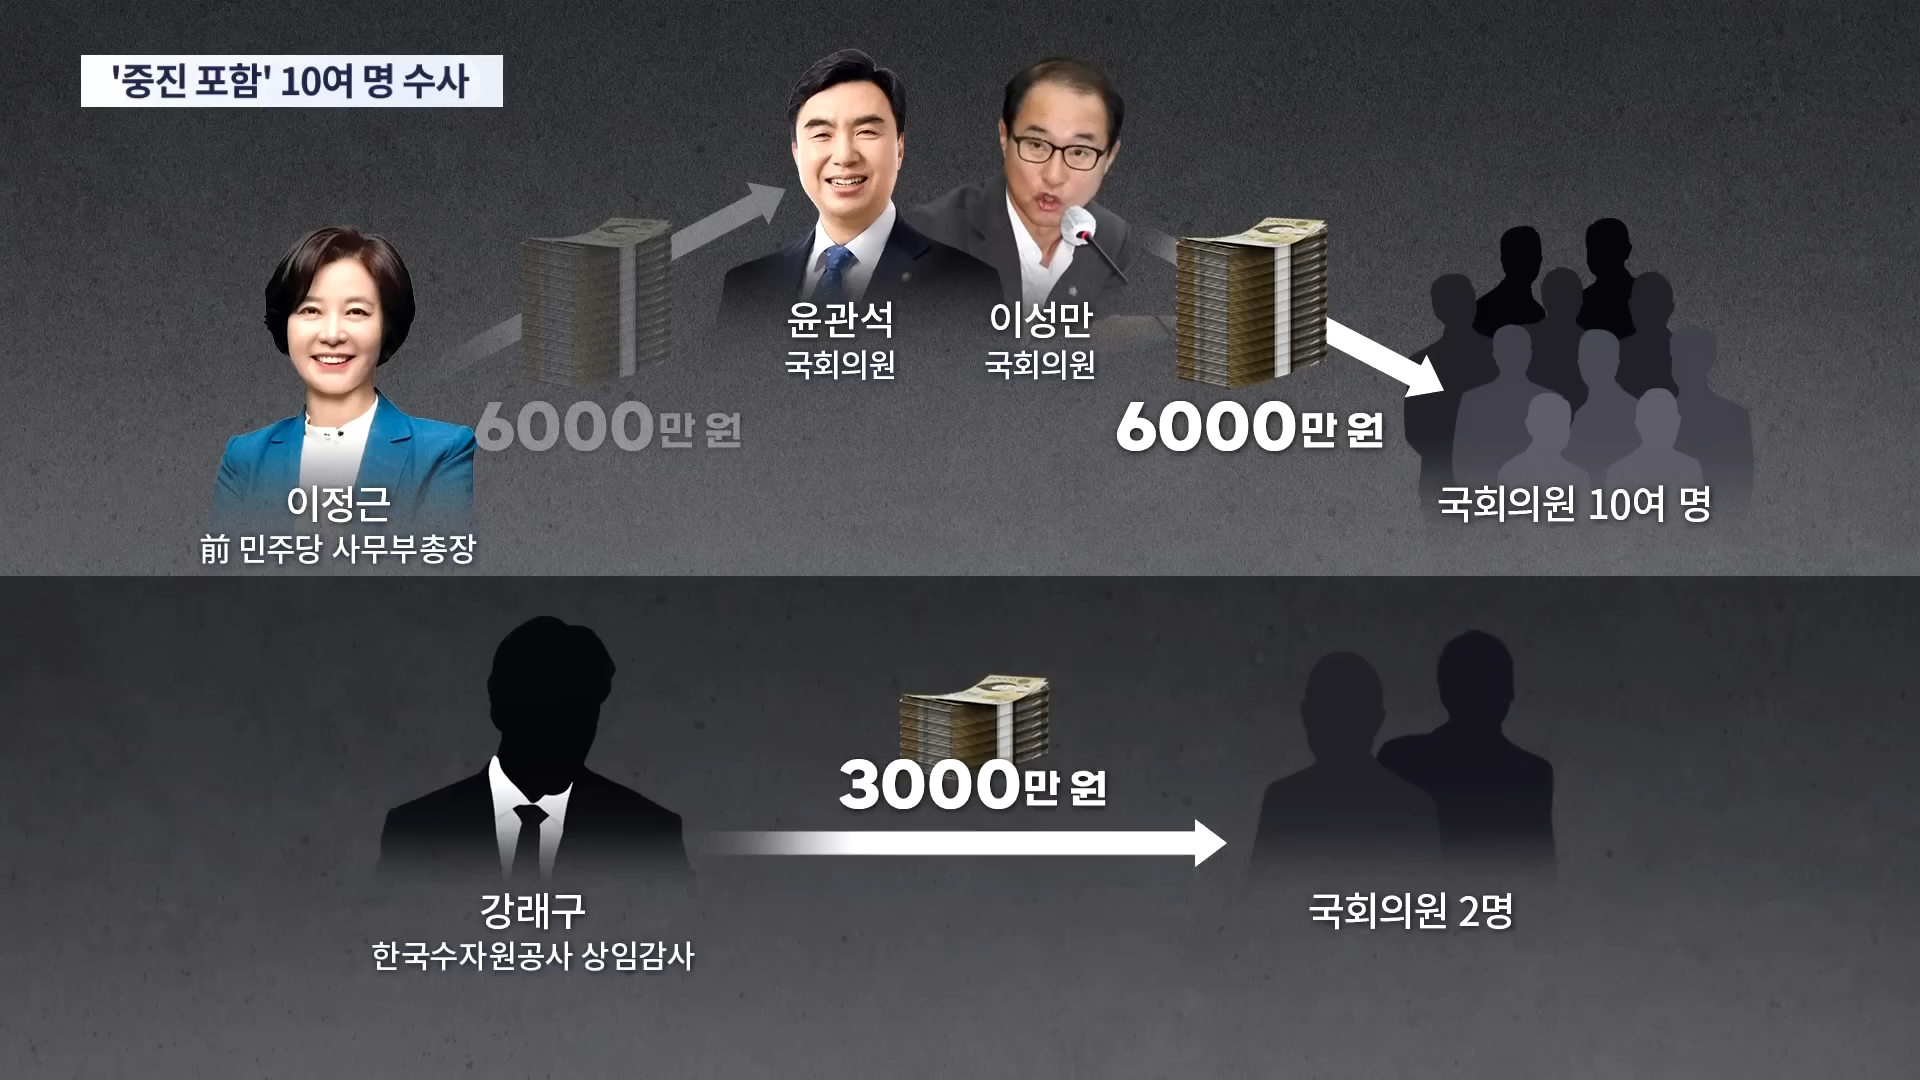 '중진 포함' 10여 명 수사
윤관석
국회의원
이성만
국회의원
6000만 원
6000만 원
이정근
前 민주당 사무부총장
국회의원 10여 명
3000만 원
강래구
한국수자원공사 상임감사
국회의원 2명